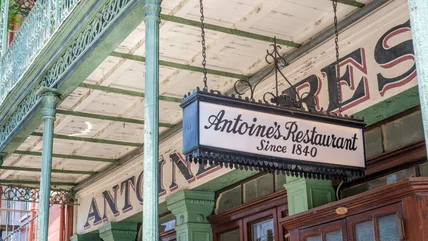 Antoine's Restaurant
Since 1840
ANTOINE
RES